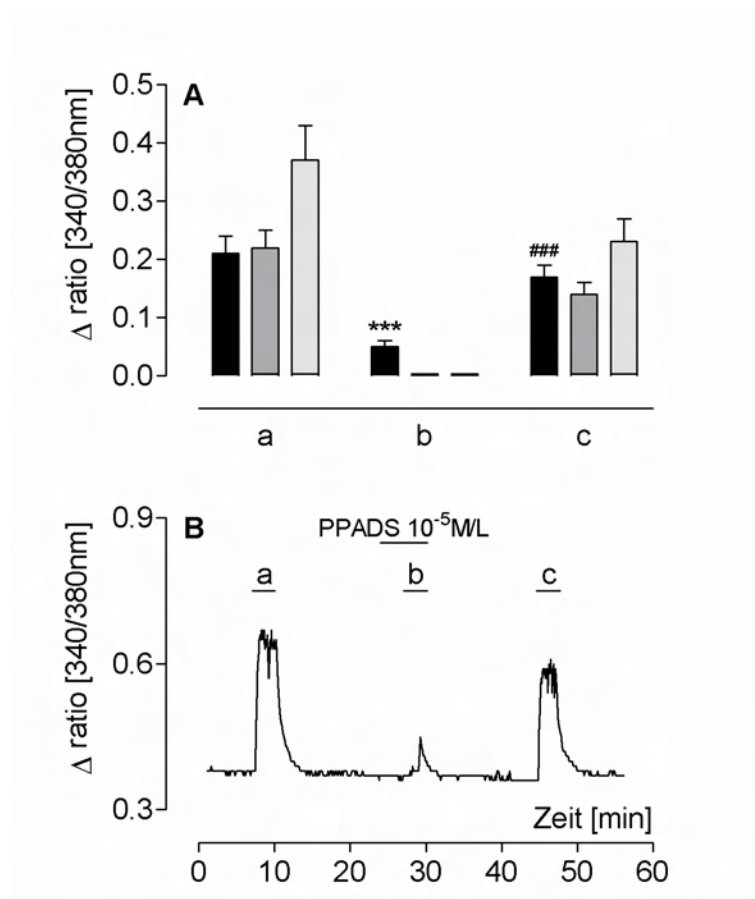 A
0.5
0.4
0.3
0.2
0.1
0.0
Δ ratio [340/380nm]
***
###
a b c
B
0.9
0.6
0.3
Δ ratio [340/380nm]
PPADS 10⁻⁵M/L
a b c
Zeit [min]
0 10 20 30 40 50 60